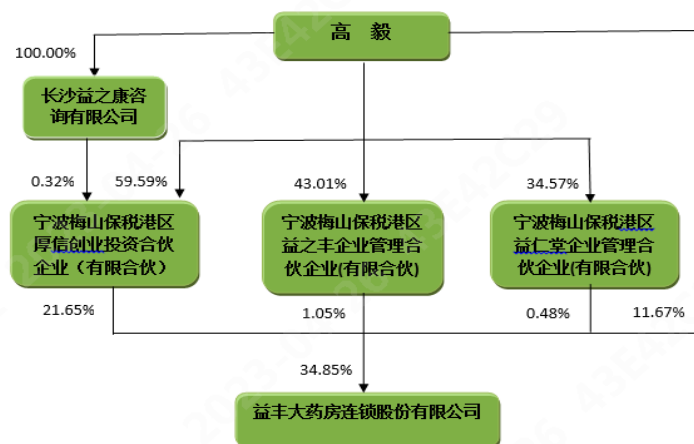 高 毅
100.00%
长沙益之康咨
询有限公司
0.32%
59.59%
43.01%
34.57%
宁波梅山保税港区
厚信创业投资合伙
企业（有限合伙）
宁波梅山保税港区
益之丰企业管理合
伙企业(有限合伙)
宁波梅山保税港区
益仁堂企业管理合
伙企业(有限合伙)
21.65%
1.05%
0.48%
11.67%
34.85%
益丰大药房连锁股份有限公司